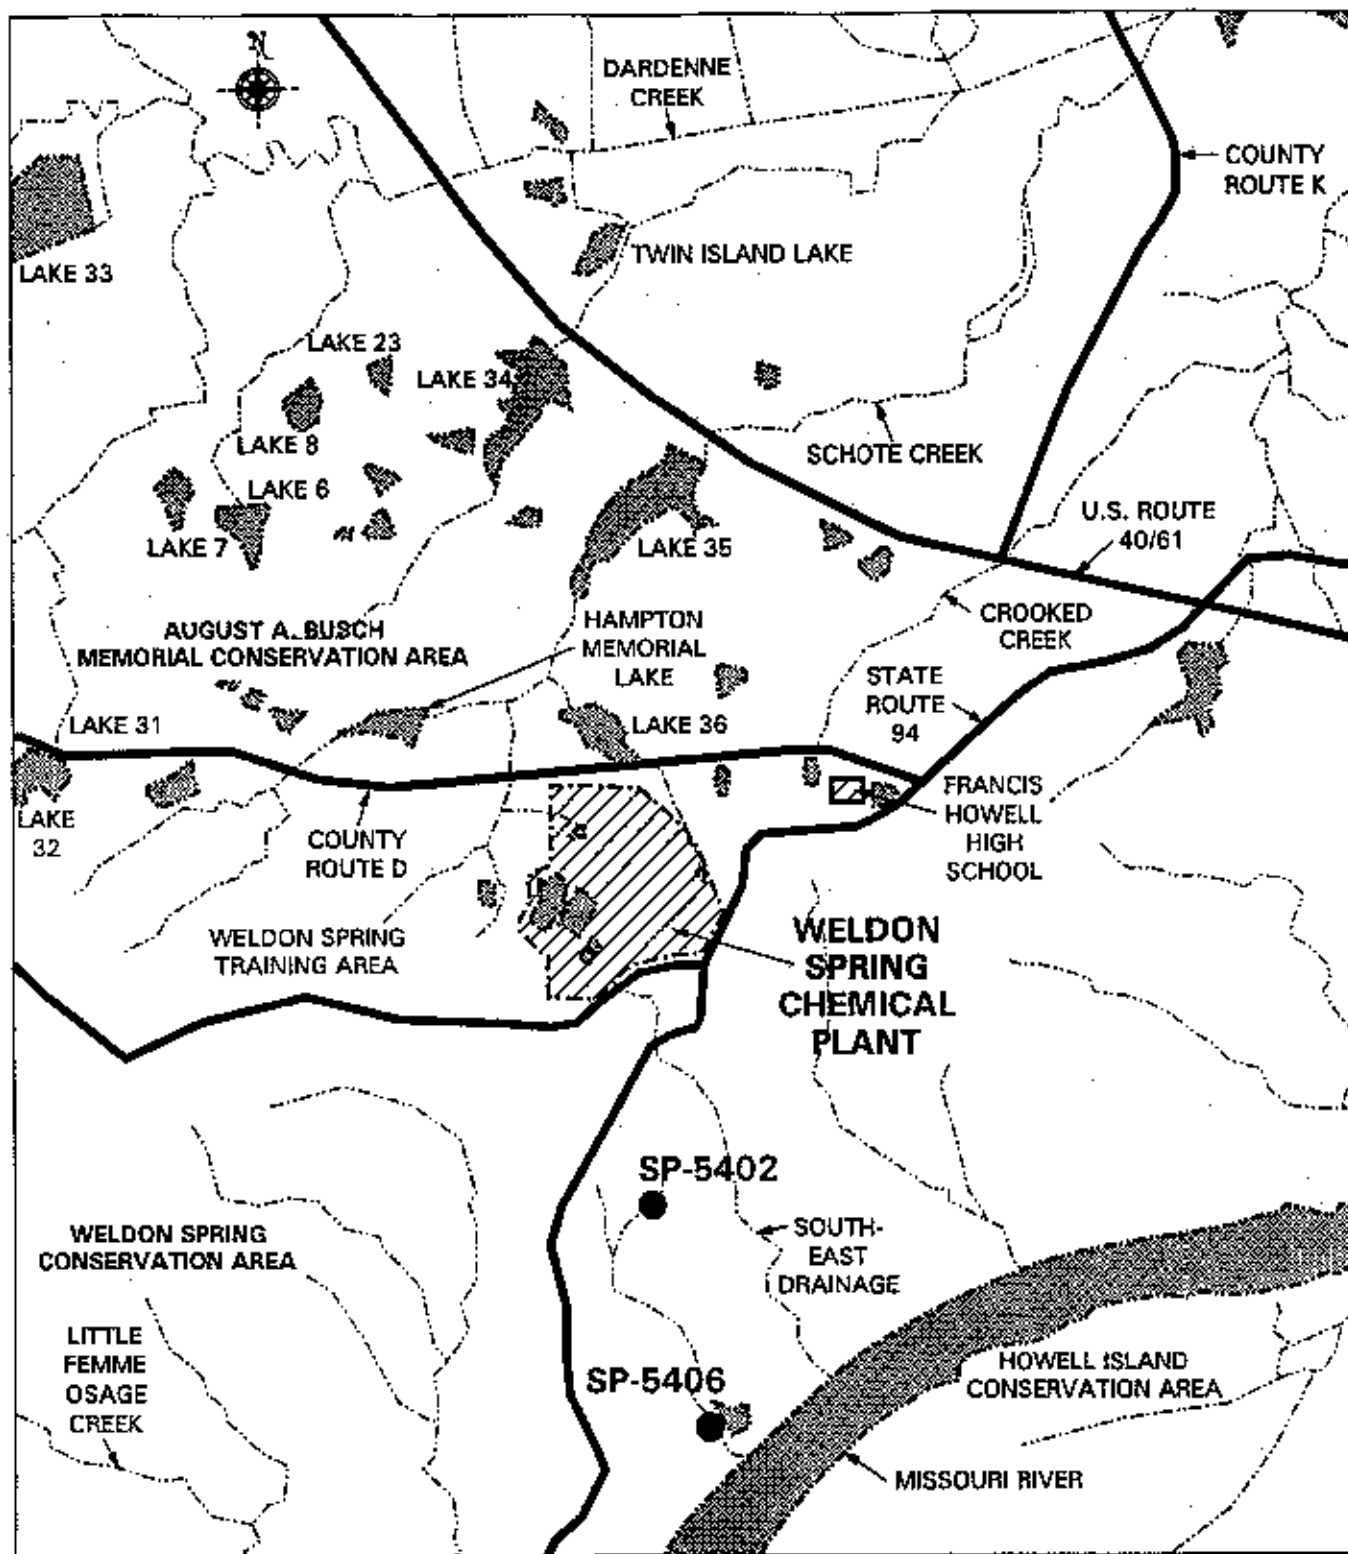 N
DARDENNE
CREEK
COUNTY
ROUTE K
TWIN ISLAND LAKE
LAKE 33
LAKE 23
LAKE 34
LAKE 8
SCHOTE CREEK
LAKE 6
LAKE 7
LAKE 35
U.S. ROUTE
40/61
AUGUST A. BUSCH
MEMORIAL CONSERVATION AREA
HAMPTON
MEMORIAL
LAKE
CROOKED
CREEK
STATE
ROUTE
94
LAKE 31
LAKE 36
LAKE
32
COUNTY
ROUTE D
FRANCIS
HOWELL
HIGH
SCHOOL
WELDON SPRING
TRAINING AREA
WELDON
SPRING
CHEMICAL
PLANT
SP-5402
WELDON SPRING
CONSERVATION AREA
SOUTH-
EAST
DRAINAGE
LITTLE
FEMME
OSAGE
CREEK
SP-5406
HOWELL ISLAND
CONSERVATION AREA
MISSOURI RIVER